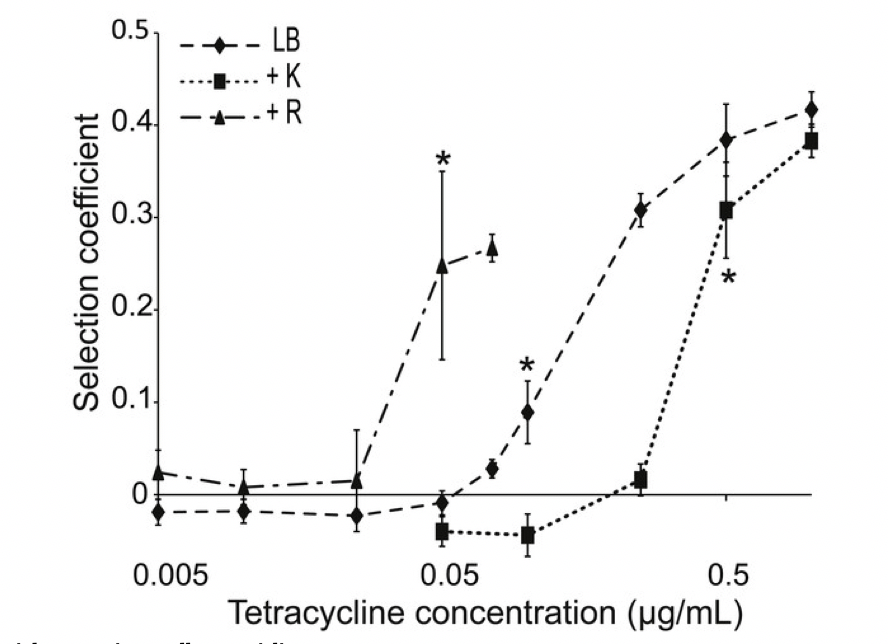 0.5
LB
+ K
+ R
*
0.4
0.3
*
0.2
*
0.1
0
Selection coefficient
0.005
0.05
0.5
Tetracycline concentration (µg/mL)